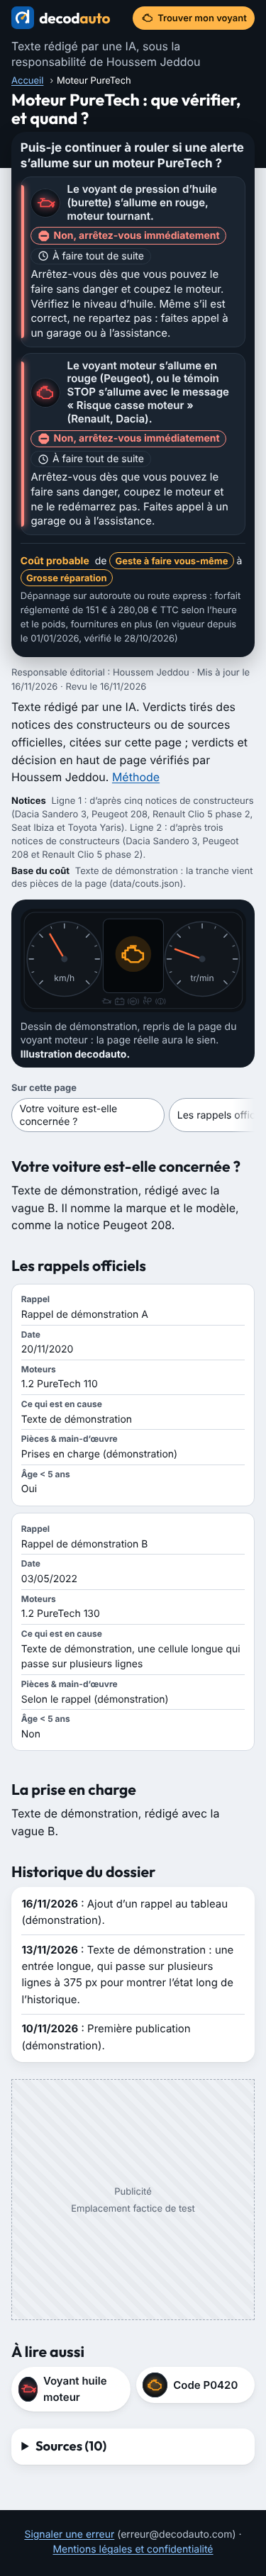 decodauto
Trouver mon voyant
Texte rédigé par une IA, sous la
responsabilité de Houssem Jeddou
Accueil › Moteur PureTech
Moteur PureTech : que vérifier,
et quand ?
Puis-je continuer à rouler si une alerte
s’allume sur un moteur PureTech ?
Le voyant de pression d’huile
(burette) s’allume en rouge,
moteur tournant.
Non, arrêtez-vous immédiatement
À faire tout de suite
Arrêtez-vous dès que vous pouvez le
faire sans danger et coupez le moteur.
Vérifiez le niveau d’huile. Même s’il est
correct, ne repartez pas : faites appel à
un garage ou à l’assistance.
Le voyant moteur s’allume en
rouge (Peugeot), ou le témoin
STOP s’allume avec le message
« Risque casse moteur »
(Renault, Dacia).
Non, arrêtez-vous immédiatement
À faire tout de suite
Arrêtez-vous dès que vous pouvez le
faire sans danger, coupez le moteur et
ne le redémarrez pas. Faites appel à un
garage ou à l’assistance.
Coût probable de Geste à faire vous-même à
Grosse réparation
Dépannage sur autoroute ou route express : forfait
réglementé de 151 € à 280,08 € TTC selon l’heure
et le poids, fournitures en plus (en vigueur depuis
le 01/01/2026, vérifié le 28/10/2026)
Responsable éditorial : Houssem Jeddou · Mis à jour le
16/11/2026 · Revu le 16/11/2026
Texte rédigé par une IA. Verdicts tirés des
notices des constructeurs ou de sources
officielles, citées sur cette page ; verdicts et
décision en haut de page vérifiés par
Houssem Jeddou. Méthode
Notices Ligne 1 : d’après cinq notices de constructeurs
(Dacia Sandero 3, Peugeot 208, Renault Clio 5 phase 2,
Seat Ibiza et Toyota Yaris). Ligne 2 : d’après trois
notices de constructeurs (Dacia Sandero 3, Peugeot
208 et Renault Clio 5 phase 2).
Base du coût Texte de démonstration : la tranche vient
des pièces de la page (data/couts.json).
km/h
tr/min
Dessin de démonstration, repris de la page du
voyant moteur : la page réelle aura le sien.
Illustration decodauto.
Sur cette page
Votre voiture est-elle
concernée ?
Les rappels offic
Votre voiture est-elle concernée ?
Texte de démonstration, rédigé avec la
vague B. Il nomme la marque et le modèle,
comme la notice Peugeot 208.
Les rappels officiels
Rappel
Rappel de démonstration A
Date
20/11/2020
Moteurs
1.2 PureTech 110
Ce qui est en cause
Texte de démonstration
Pièces & main-d’œuvre
Prises en charge (démonstration)
Âge < 5 ans
Oui
Rappel
Rappel de démonstration B
Date
03/05/2022
Moteurs
1.2 PureTech 130
Ce qui est en cause
Texte de démonstration, une cellule longue qui
passe sur plusieurs lignes
Pièces & main-d’œuvre
Selon le rappel (démonstration)
Âge < 5 ans
Non
La prise en charge
Texte de démonstration, rédigé avec la
vague B.
Historique du dossier
16/11/2026 : Ajout d’un rappel au tableau
(démonstration).
13/11/2026 : Texte de démonstration : une
entrée longue, qui passe sur plusieurs
lignes à 375 px pour montrer l’état long de
l’historique.
10/11/2026 : Première publication
(démonstration).
Publicité
Emplacement factice de test
À lire aussi
Voyant huile
moteur
Code P0420
Sources (10)
Signaler une erreur (erreur@decodauto.com) ·
Mentions légales et confidentialité